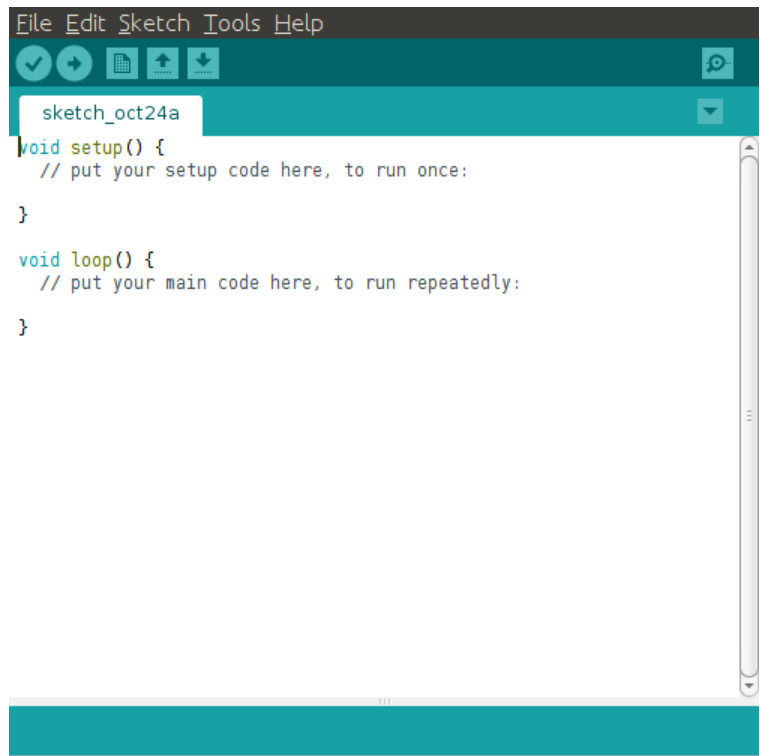 File Edit Sketch Tools Help
sketch_oct24a
void setup() {
  // put your setup code here, to run once:
}
void loop() {
  // put your main code here, to run repeatedly:
}